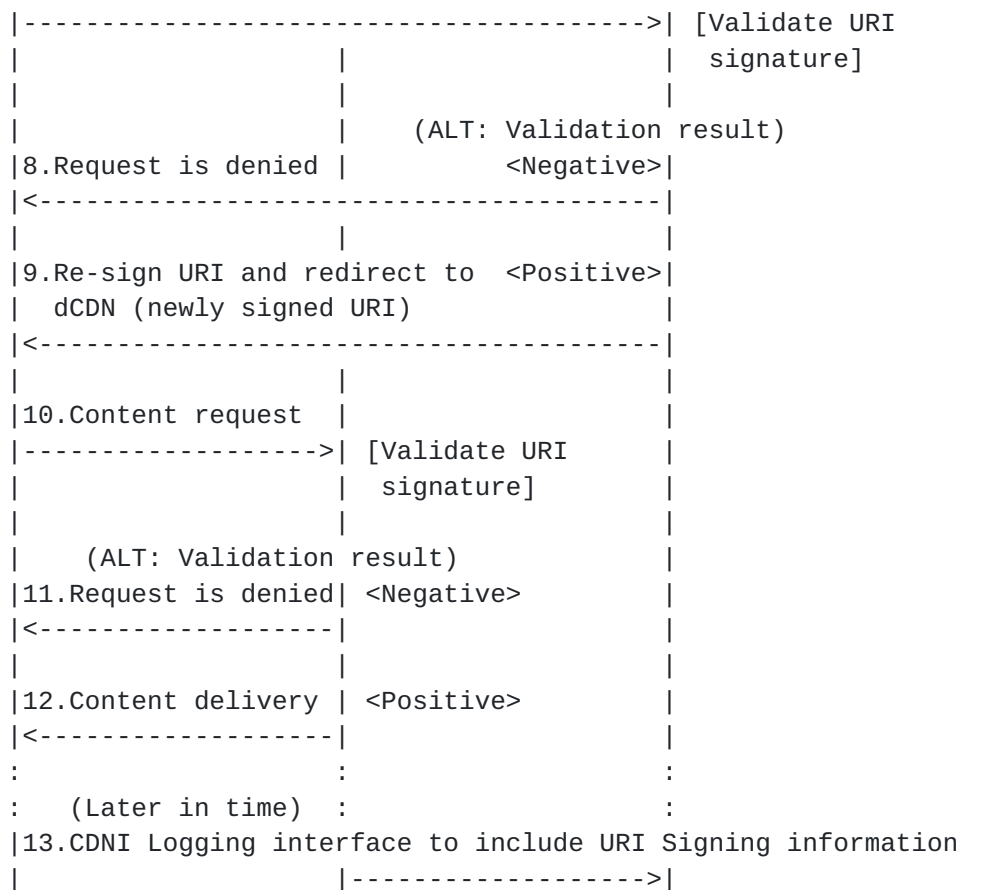 |---------------------------------------->| [Validate URI
|                    |                    |  signature]
|                    |                    |
|                    |    (ALT: Validation result)
|8.Request is denied |          <Negative>|
|<----------------------------------------|
|                    |                    |
|9.Re-sign URI and redirect to  <Positive>|
|  dCDN (newly signed URI)                |
|<----------------------------------------|
|                    |                    |
|10.Content request  |                    |
|------------------->| [Validate URI      |
|                    |  signature]        |
|                    |                    |
|    (ALT: Validation result)             |
|11.Request is denied| <Negative>         |
|<-------------------|                    |
|                    |                    |
|12.Content delivery | <Positive>         |
|<-------------------|                    |
:                    :                    :
:   (Later in time)  :                    :
|13.CDNI Logging interface to include URI Signing information
|                    |------------------->|